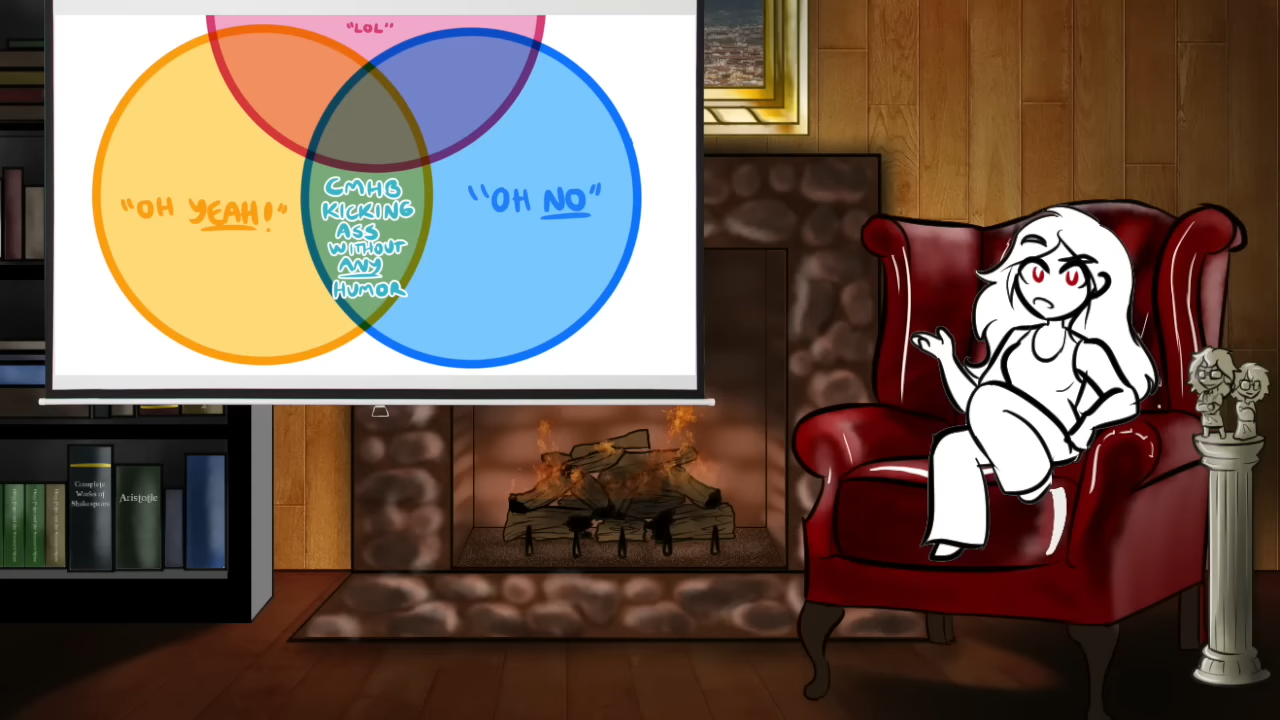 "LOL"
"OH YEAH!"
"OH NO"
CMHB
KICKING
ASS
WITHOUT
ANY
HUMOR
Complete
Works of
Shakespeare
Aristotle